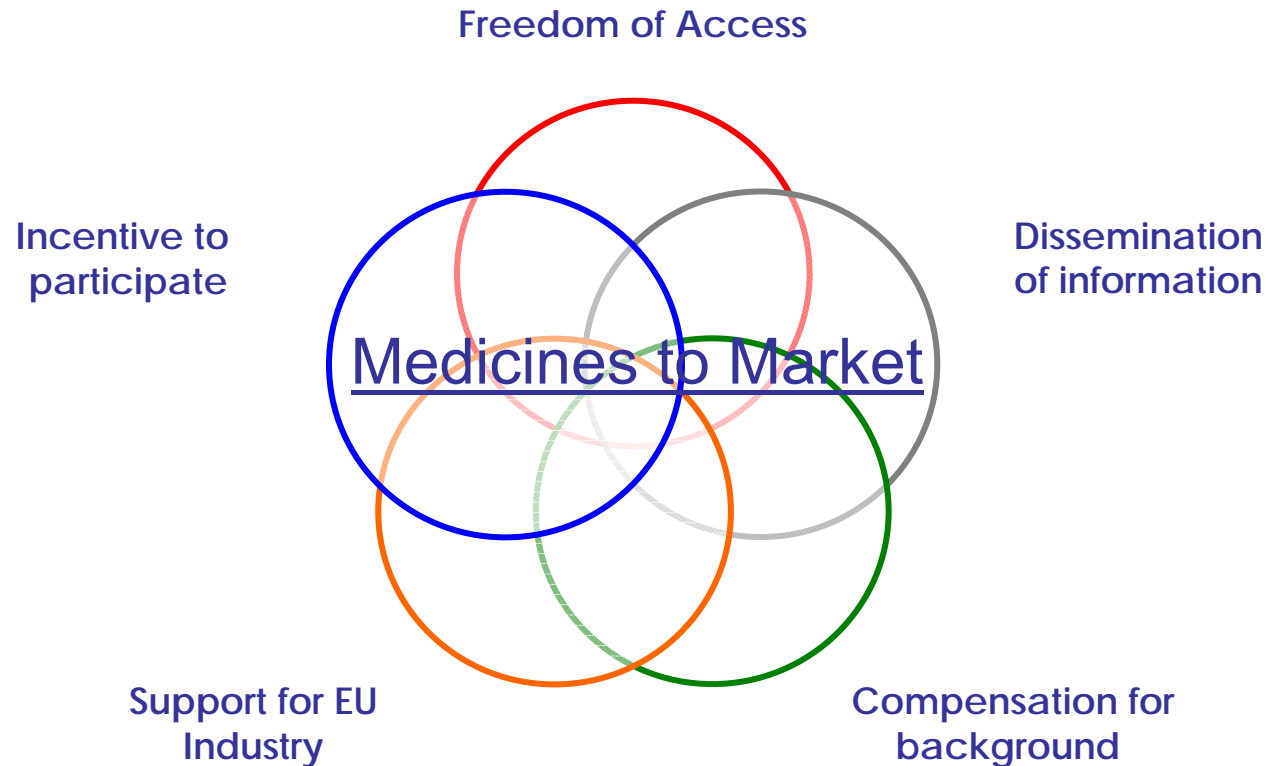 Freedom of Access
Incentive to
participate
Dissemination
of information
Medicines to Market
Support for EU
Industry
Compensation for
background